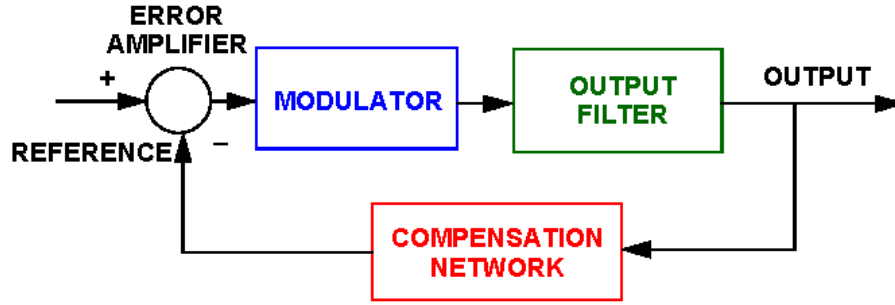 ERROR
AMPLIFIER
+
MODULATOR
OUTPUT
FILTER
OUTPUT
REFERENCE
–
COMPENSATION
NETWORK